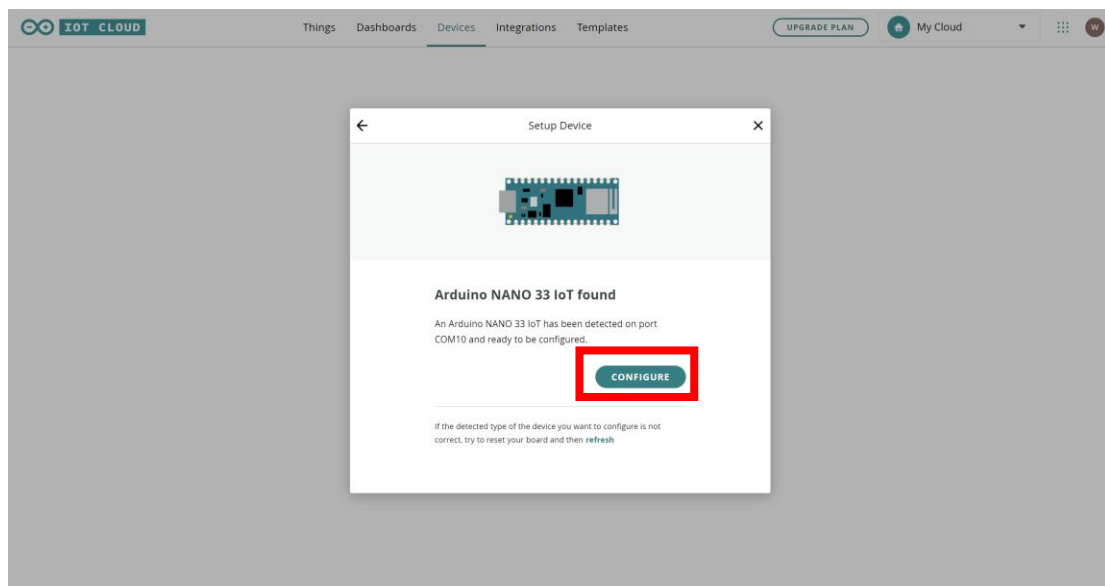 IOT CLOUD Things Dashboards Devices Integrations Templates UPGRADE PLAN My Cloud W
Setup Device
Arduino NANO 33 IoT found
An Arduino NANO 33 IoT has been detected on port
COM10 and ready to be configured.
CONFIGURE
If the detected type of the device you want to configure is not
correct, try to reset your board and then refresh